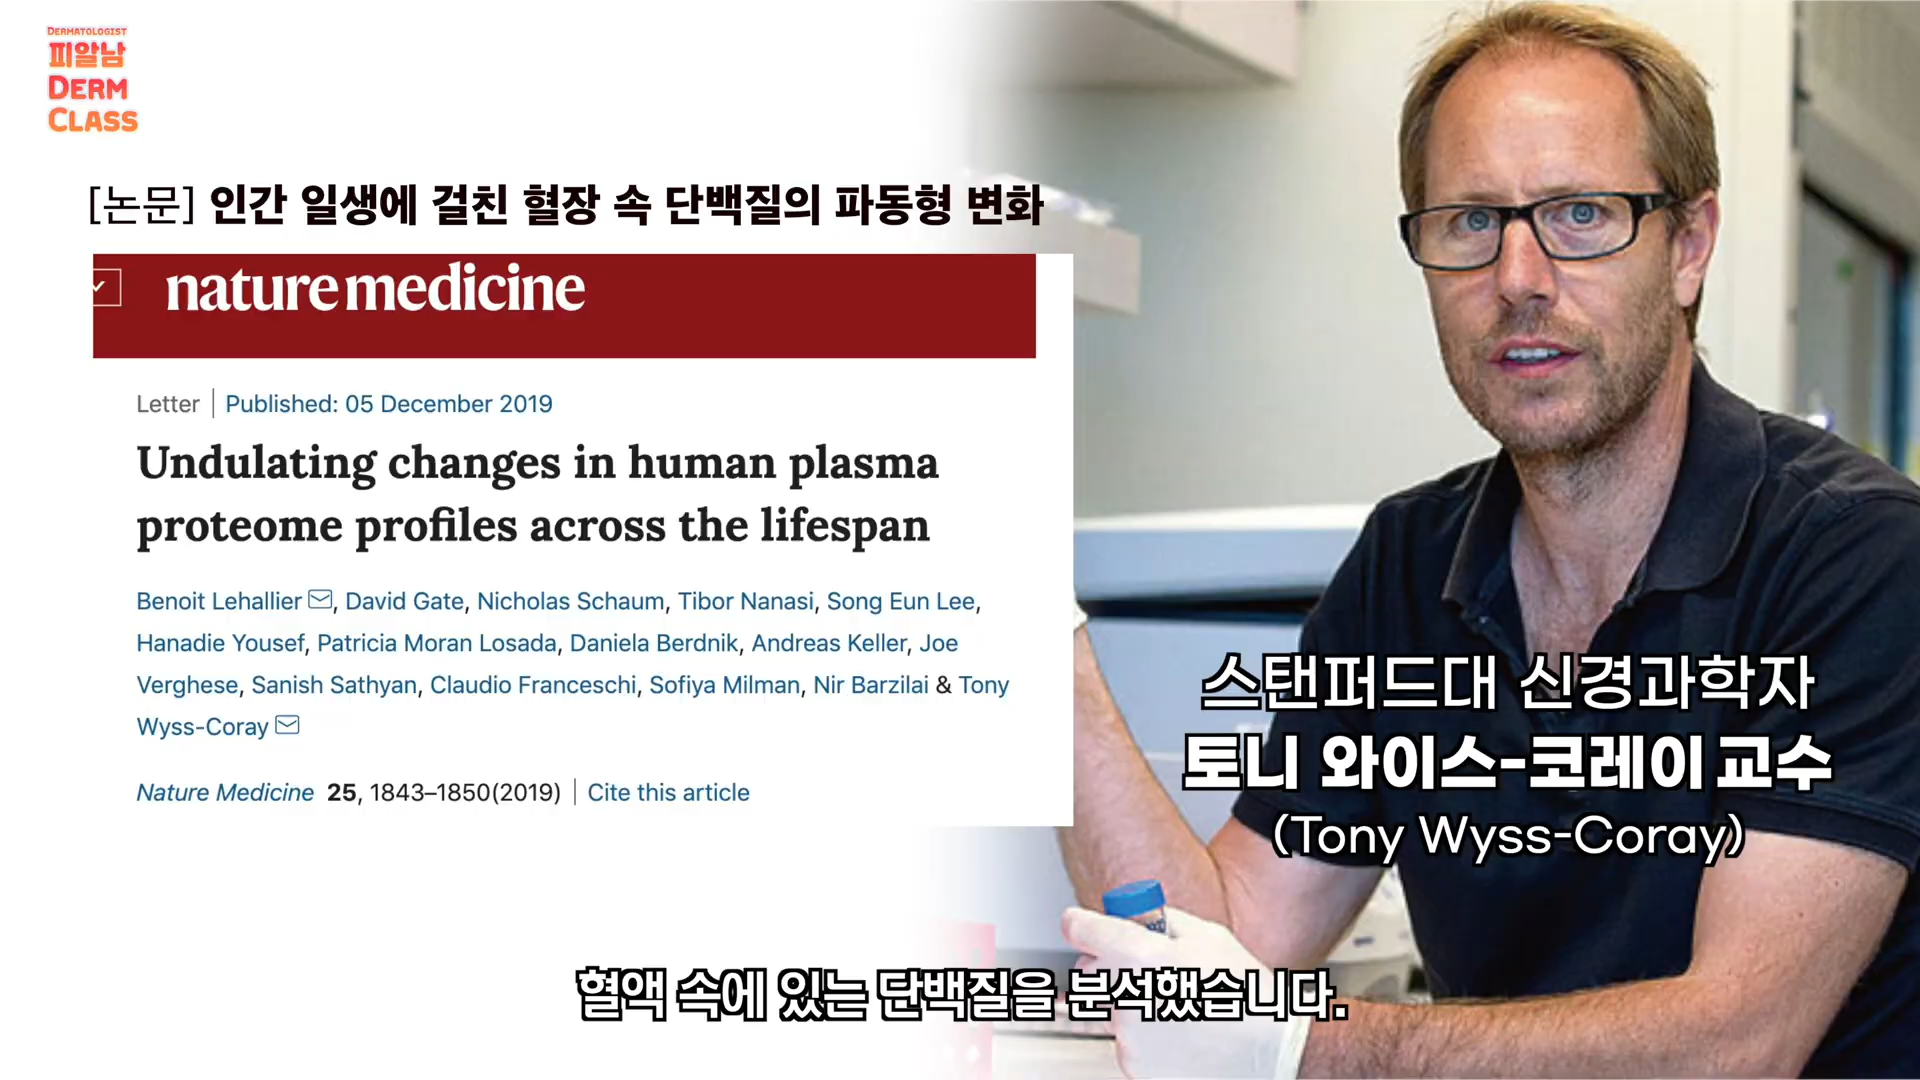 DERMATOLOGIST
피알남
DERM
CLASS
[논문] 인간 일생에 걸친 혈장 속 단백질의 파동형 변화
nature medicine
Letter | Published: 05 December 2019
Undulating changes in human plasma
proteome profiles across the lifespan
Benoit Lehallier, David Gate, Nicholas Schaum, Tibor Nanasi, Song Eun Lee,
Hanadie Yousef, Patricia Moran Losada, Daniela Berdnik, Andreas Keller, Joe
Verghese, Sanish Sathyan, Claudio Franceschi, Sofiya Milman, Nir Barzilai & Tony
Wyss-Coray
Nature Medicine 25, 1843–1850(2019) | Cite this article
스탠퍼드대 신경과학자
토니 와이스-코레이 교수
(Tony Wyss-Coray)
혈액 속에 있는 단백질을 분석했습니다.